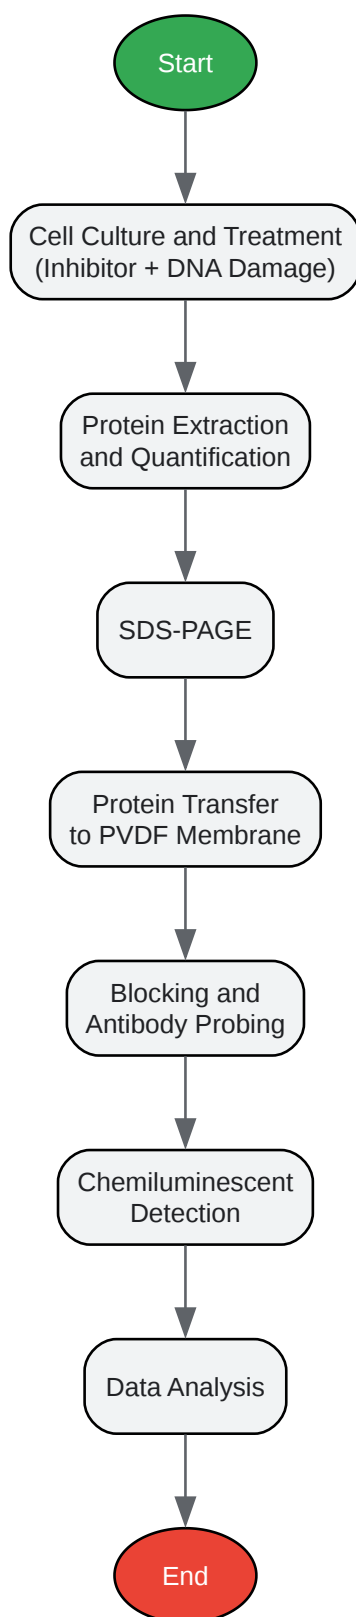 Start
Cell Culture and Treatment
(Inhibitor + DNA Damage)
Protein Extraction
and Quantification
SDS-PAGE
Protein Transfer
to PVDF Membrane
Blocking and
Antibody Probing
Chemiluminescent
Detection
Data Analysis
End